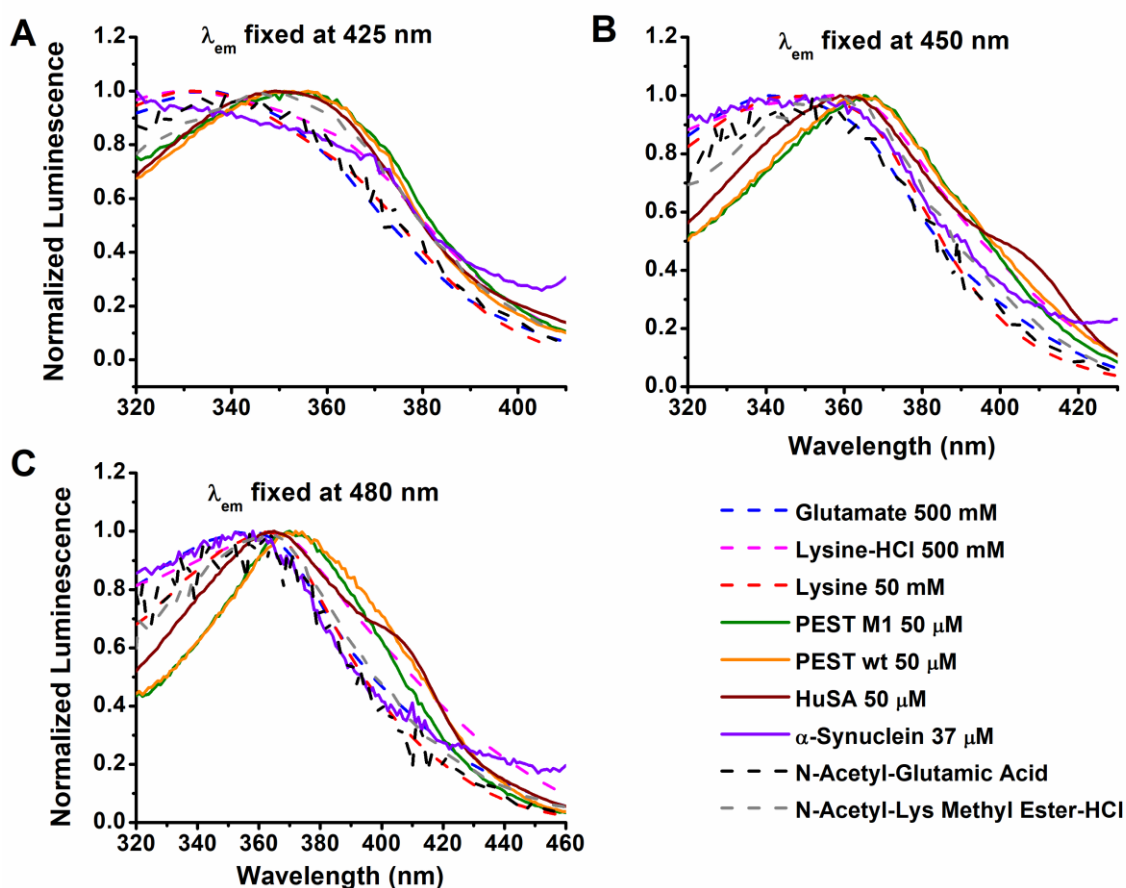 A
λem fixed at 425 nm
Normalized Luminescence
1.2
1.0
0.8
0.6
0.4
0.2
0.0
320 340 360 380 400
B
λem fixed at 450 nm
1.2
1.0
0.8
0.6
0.4
0.2
0.0
320 340 360 380 400 420
Wavelength (nm)
C
λem fixed at 480 nm
Normalized Luminescence
1.2
1.0
0.8
0.6
0.4
0.2
0.0
320 340 360 380 400 420 440 460
Wavelength (nm)
Glutamate 500 mM
Lysine-HCl 500 mM
Lysine 50 mM
PEST M1 50 μM
PEST wt 50 μM
HuSA 50 μM
α-Synuclein 37 μM
N-Acetyl-Glutamic Acid
N-Acetyl-Lys Methyl Ester-HCl